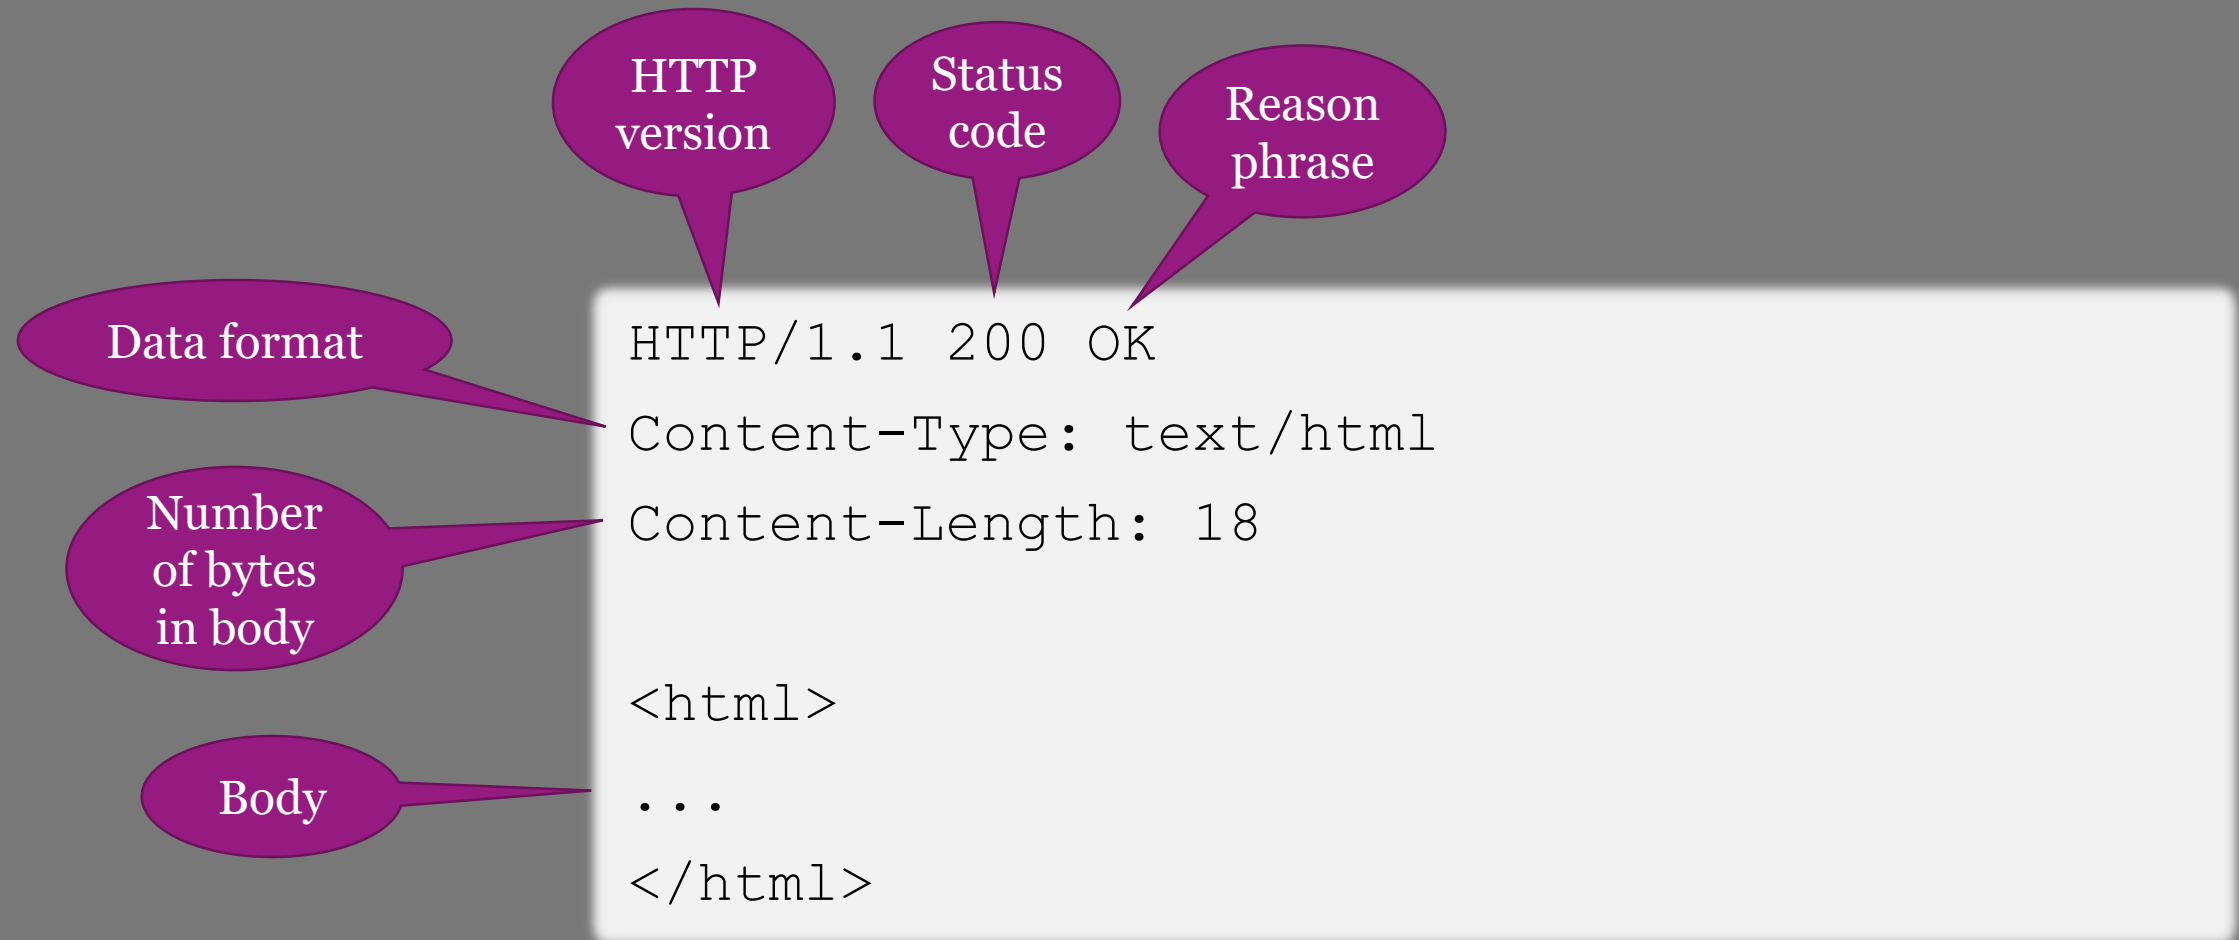 HTTP
version
Status
code
Reason
phrase
Data format
HTTP/1.1 200 OK
Content-Type: text/html
Number
of bytes
in body
Content-Length: 18
<html>
Body
...
</html>